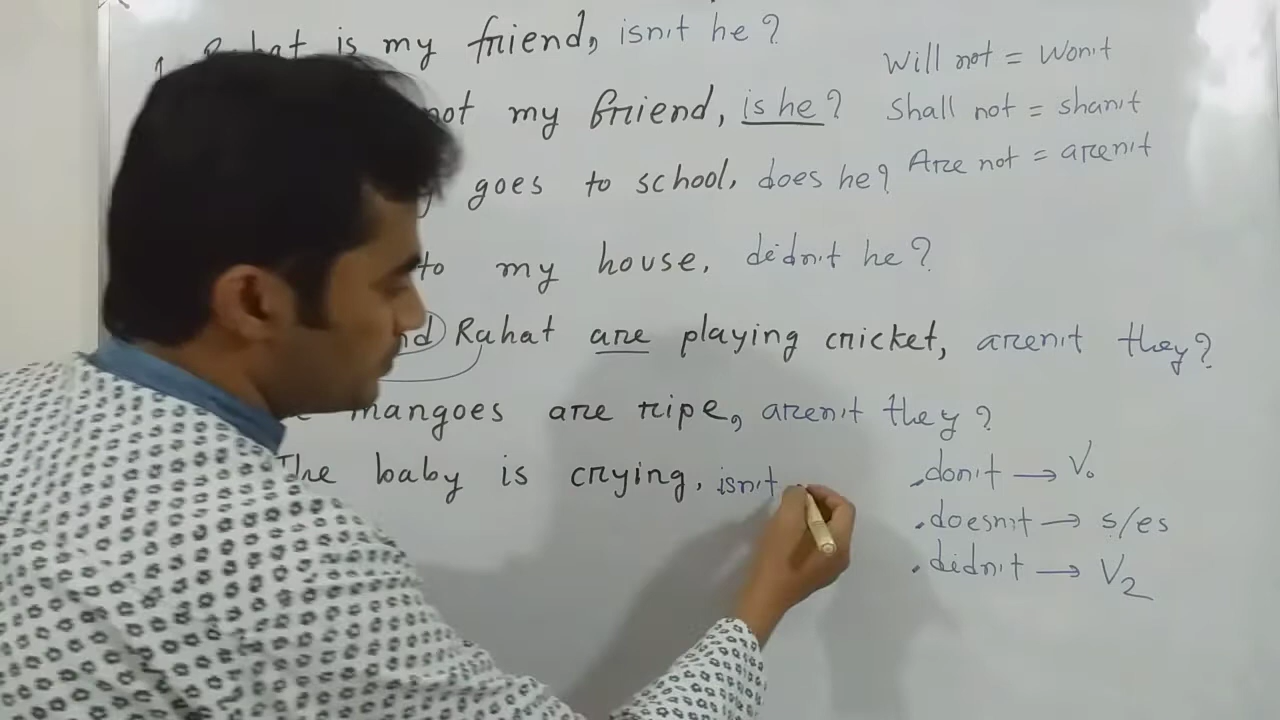 1. Rahat is my friend, isn't he?
not my friend, is he?
goes to school, does he?
to my house, didn't he?
nd Rahat are playing cricket, aren't they?
mangoes are ripe, aren't they?
The baby is crying, isn't
Will not = Won't
Shall not = shan't
Are not = aren't
.don't → V.
.doesn't → s/es
.didn't → V2